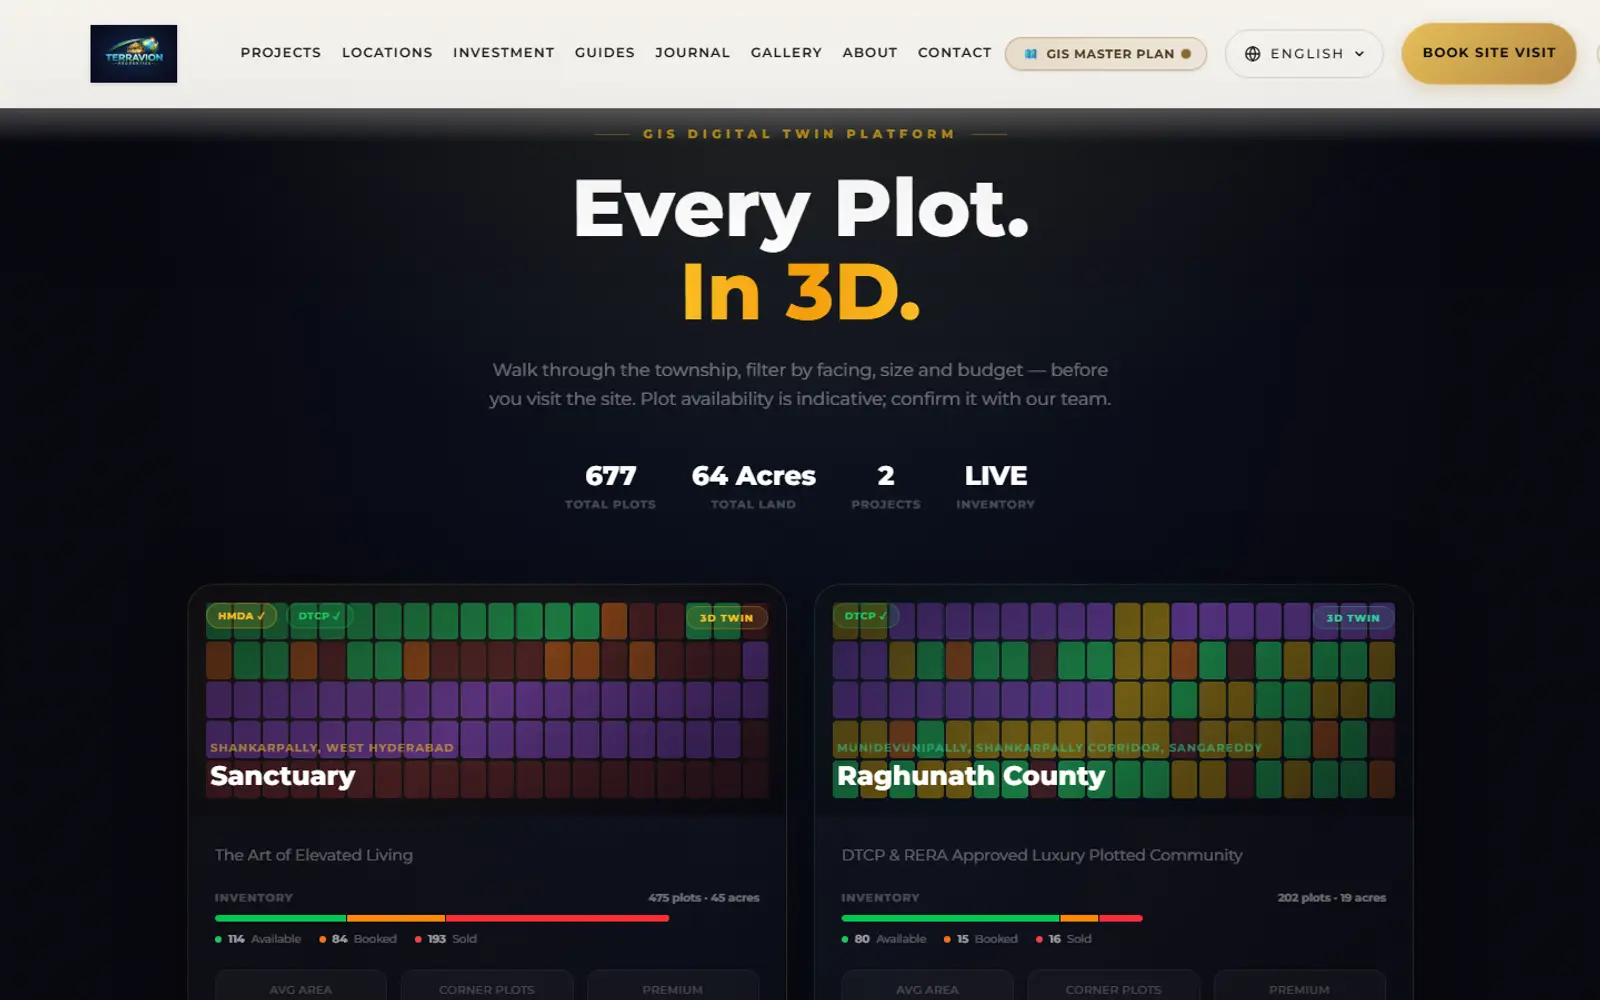 TERRAVION
PROPERTIES
PROJECTS
LOCATIONS
INVESTMENT
GUIDES
JOURNAL
GALLERY
ABOUT
CONTACT
GIS MASTER PLAN
ENGLISH
BOOK SITE VISIT
GIS DIGITAL TWIN PLATFORM
Every Plot.
In 3D.
Walk through the township, filter by facing, size and budget — before
you visit the site. Plot availability is indicative; confirm it with our team.
677
TOTAL PLOTS
64 Acres
TOTAL LAND
2
PROJECTS
LIVE
INVENTORY
HMDA ✓
DTCP ✓
3D TWIN
SHANKARPALLY, WEST HYDERABAD
Sanctuary
The Art of Elevated Living
INVENTORY
475 plots · 45 acres
114 Available
84 Booked
193 Sold
AVG AREA
CORNER PLOTS
PREMIUM
DTCP ✓
3D TWIN
MUNIDEVUNIPALLY, SHANKARPALLY CORRIDOR, SANGAREDDY
Raghunath County
DTCP & RERA Approved Luxury Plotted Community
INVENTORY
202 plots · 19 acres
80 Available
15 Booked
16 Sold
AVG AREA
CORNER PLOTS
PREMIUM